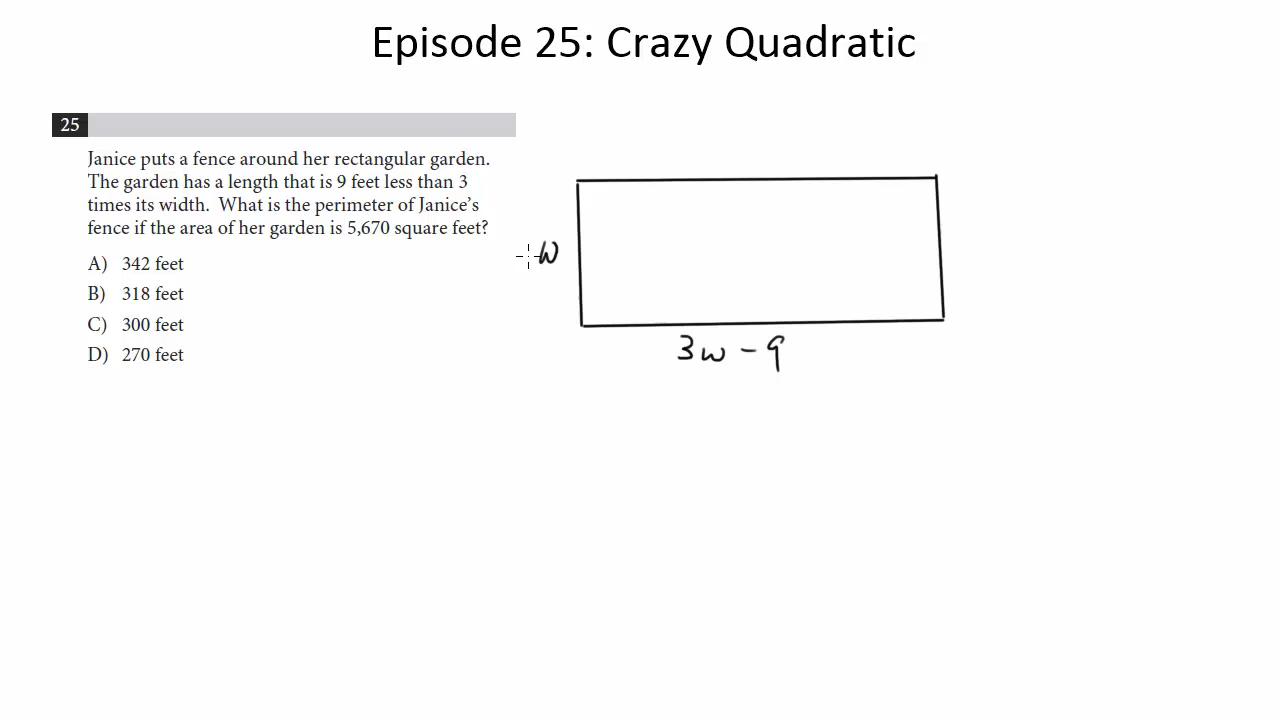 Episode 25: Crazy Quadratic
25
Janice puts a fence around her rectangular garden.
The garden has a length that is 9 feet less than 3
times its width.  What is the perimeter of Janice’s
fence if the area of her garden is 5,670 square feet?
A) 342 feet
B) 318 feet
C) 300 feet
D) 270 feet
w
3w - 9